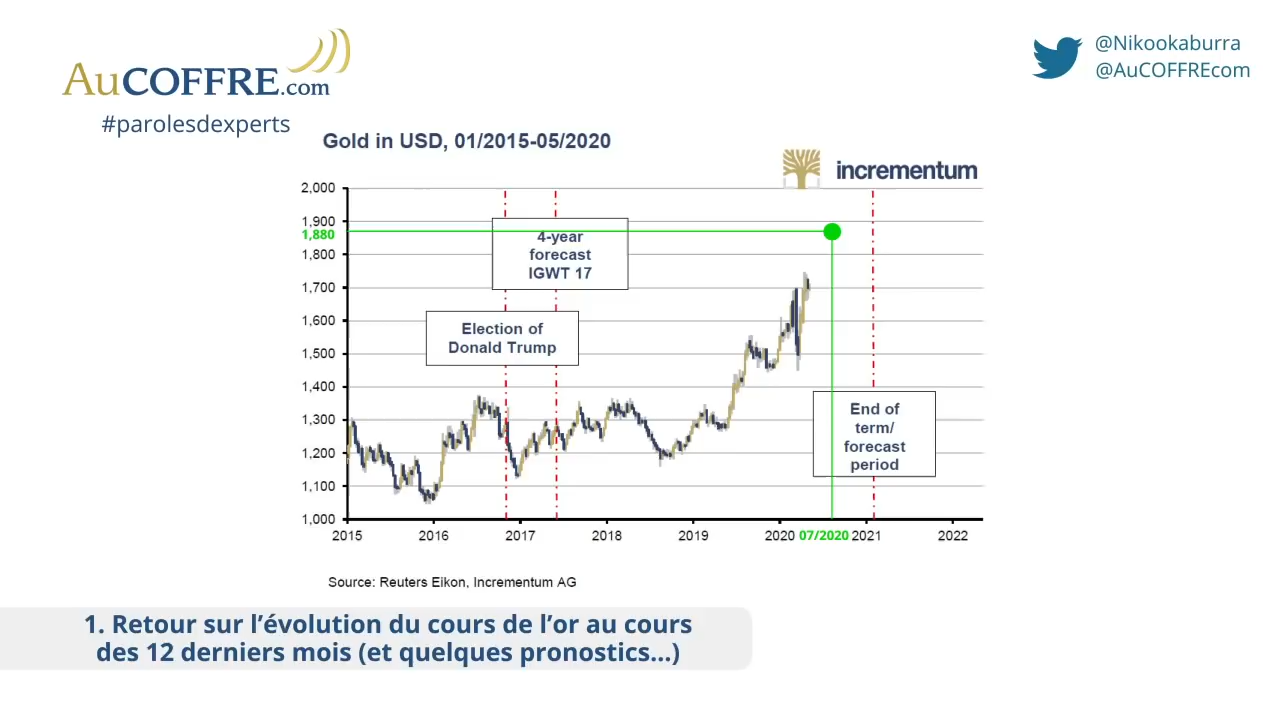 AuCOFFRE.com
#parolesdexperts
@Nikookaburra
@AuCOFFREcom
Gold in USD, 01/2015-05/2020
incrementum
2,000
1,900
1,880
1,800
1,700
1,600
1,500
1,400
1,300
1,200
1,100
1,000
4-year
forecast
IGWT 17
Election of
Donald Trump
End of
term/
forecast
period
2015 2016 2017 2018 2019 2020 07/2020 2021 2022
Source: Reuters Eikon, Incrementum AG
1. Retour sur l’évolution du cours de l’or au cours
des 12 derniers mois (et quelques pronostics...)